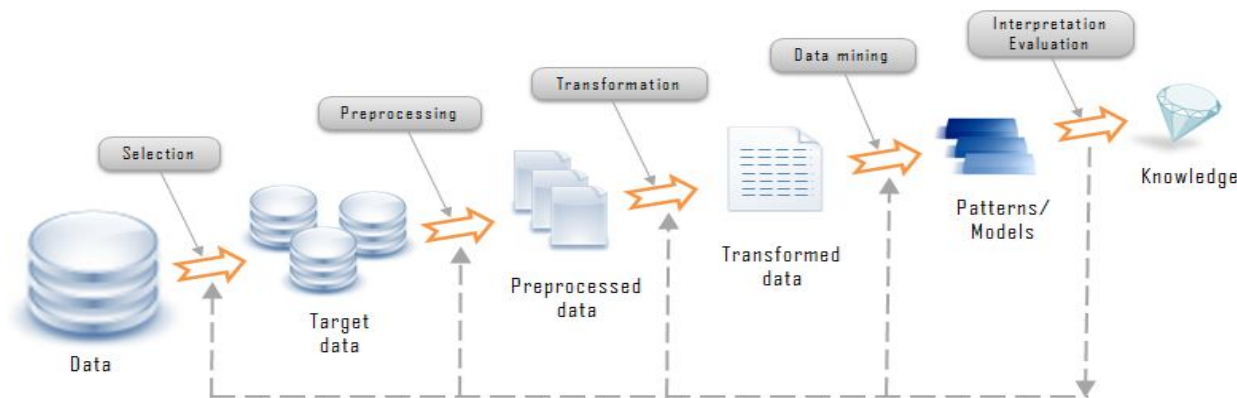 Interpretation
Evaluation
Data mining
Transformation
Preprocessing
Selection
Knowledge
Patterns/
Models
Transformed
data
Preprocessed
data
Target
data
Data